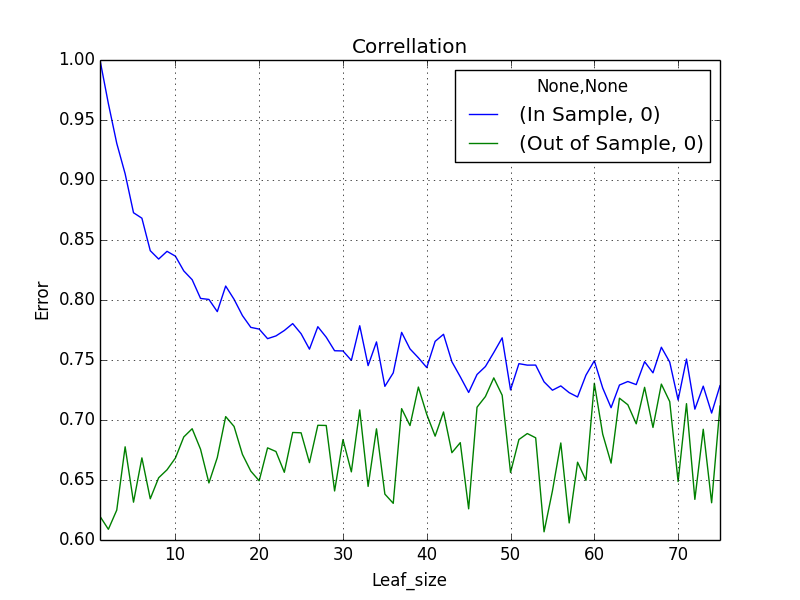 Correllation
None,None
(In Sample, 0)
(Out of Sample, 0)
1.00
0.95
0.90
0.85
0.80
0.75
0.70
0.65
0.60
Error
10 20 30 40 50 60 70
Leaf_size